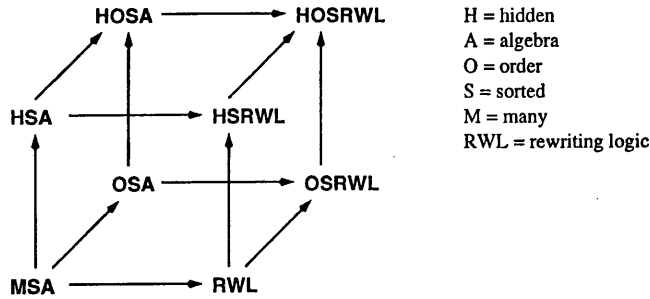 HOSA HOSRWL
HSA HSRWL
OSA OSRWL
MSA RWL
H = hidden
A = algebra
O = order
S = sorted
M = many
RWL = rewriting logic